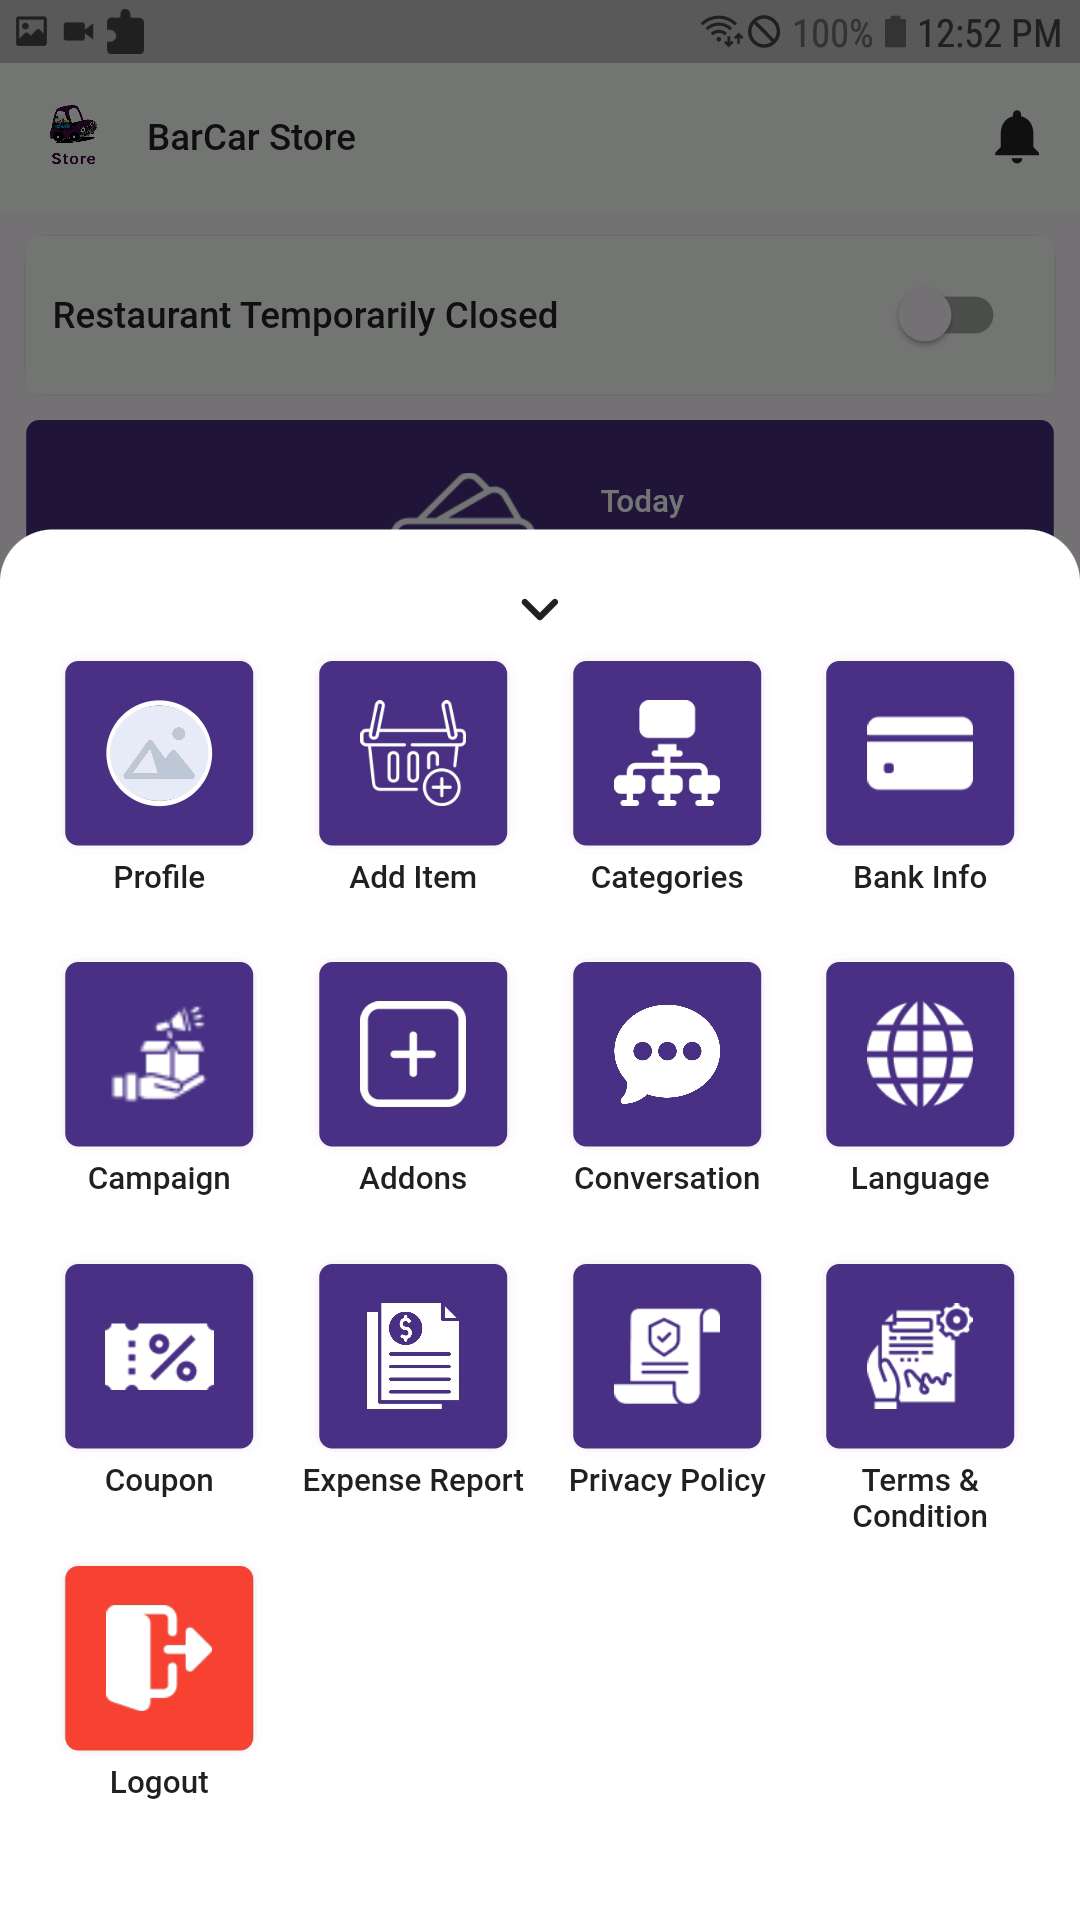 100% 12:52 PM
Store
BarCar Store
Restaurant Temporarily Closed
Today
Profile
Add Item
Categories
Bank Info
Campaign
Addons
Conversation
Language
Coupon
Expense Report
Privacy Policy
Terms &
Condition
Logout